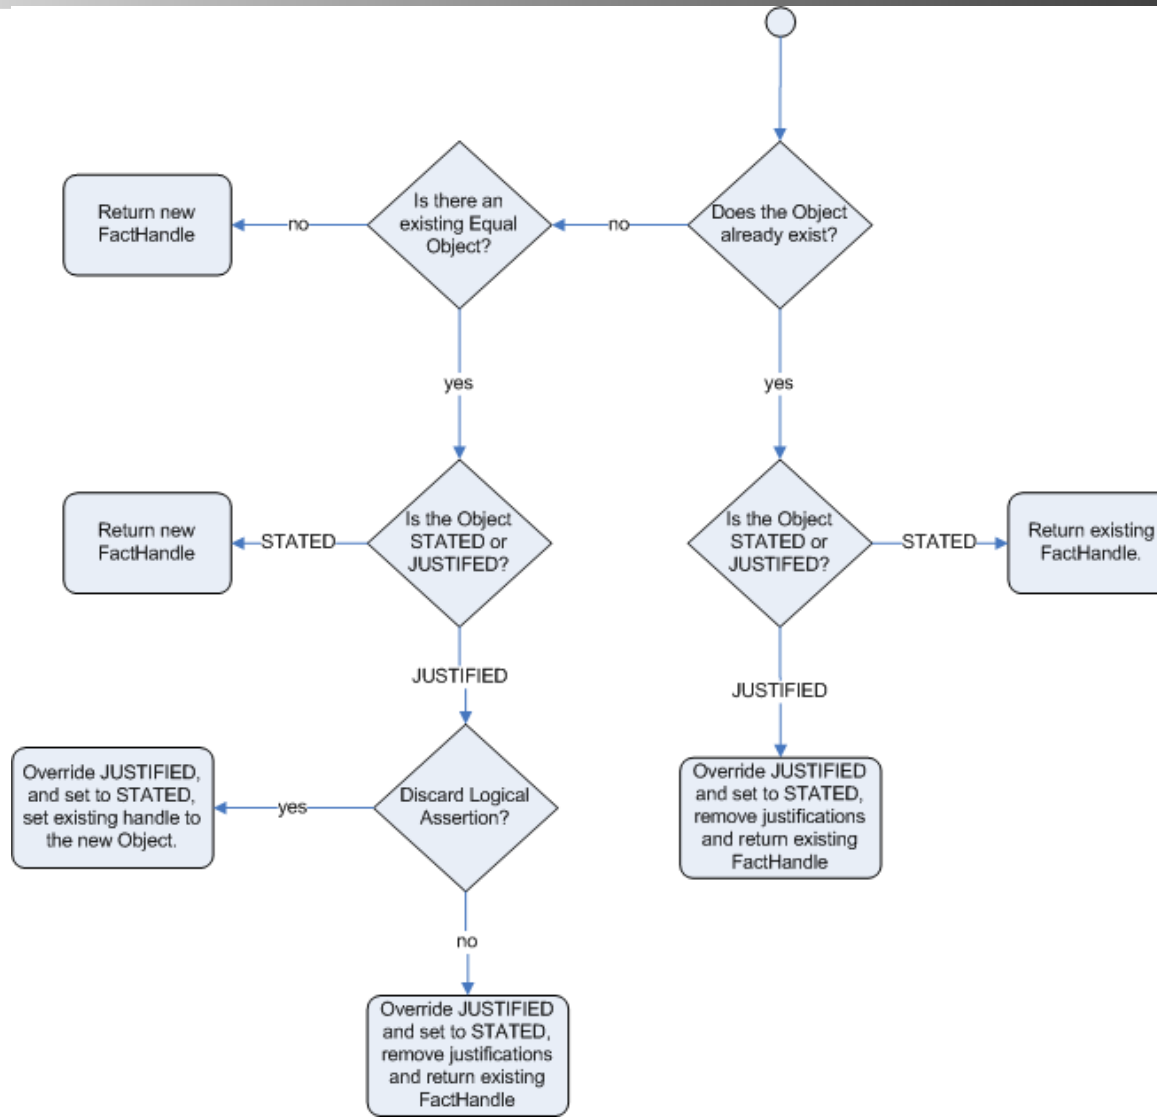 Return new
FactHandle
no
Is there an
existing Equal
Object?
no
Does the Object
already exist?
yes
yes
Return new
FactHandle
STATED
Is the Object
STATED or
JUSTIFED?
Is the Object
STATED or
JUSTIFED?
STATED
Return existing
FactHandle.
JUSTIFIED
JUSTIFIED
Override JUSTIFIED,
and set to STATED,
set existing handle to
the new Object.
yes
Discard Logical
Assertion?
Override JUSTIFIED
and set to STATED,
remove justifications
and return existing
FactHandle
no
Override JUSTIFIED
and set to STATED,
remove justifications
and return existing
FactHandle